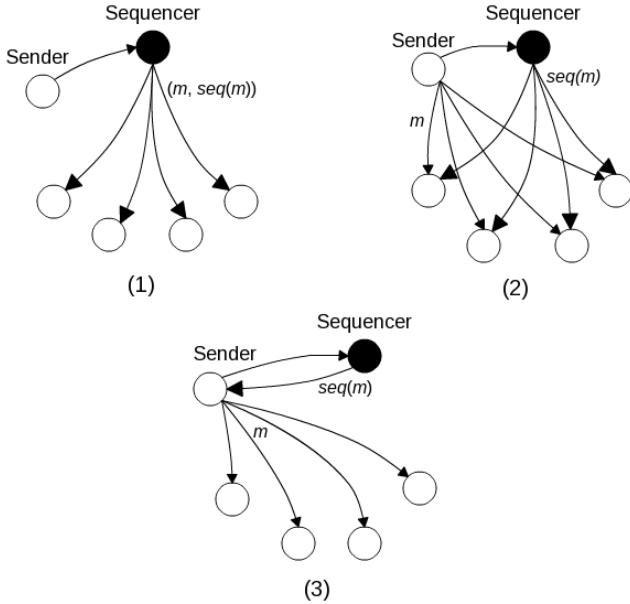 Sequencer
Sender
(m, seq(m))
(1)
Sequencer
Sender
seq(m)
m
(2)
Sequencer
Sender
seq(m)
m
(3)